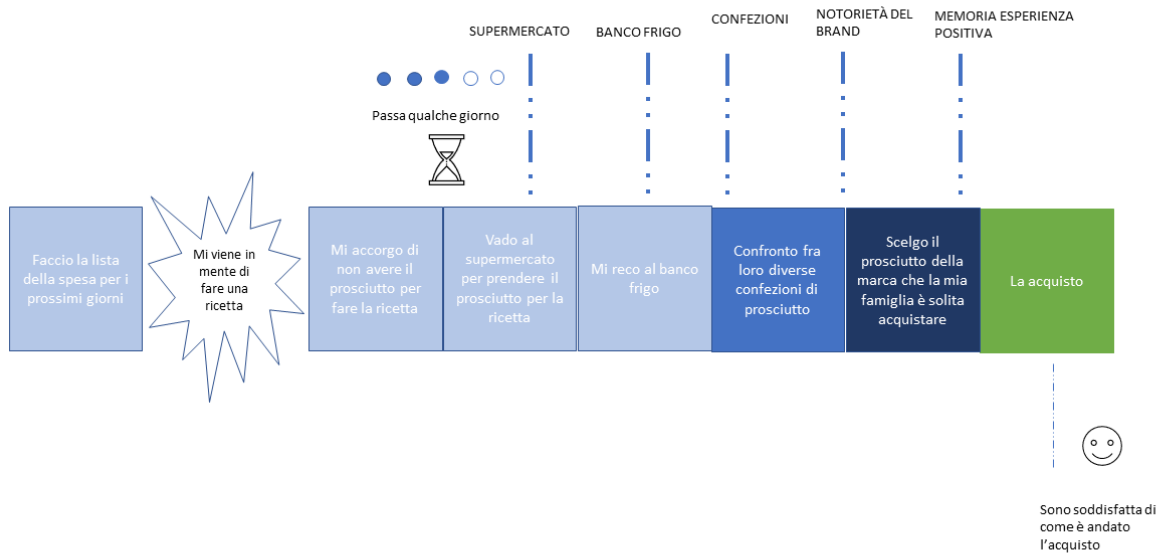 SUPERMERCATO
BANCO FRIGO
CONFEZIONI
NOTORIETÀ DEL
BRAND
MEMORIA ESPERIENZA
POSITIVA
Passa qualche giorno
Faccio la lista
della spesa per i
prossimi giorni
Mi viene in
mente di
fare una
ricetta
Mi accorgo di
non avere il
prosciutto per
fare la ricetta
Vado al
supermercato
per prendere il
prosciutto per la
ricetta
Mi reco al banco
frigo
Confronto fra
loro diverse
confezioni di
prosciutto
Scelgo il
prosciutto della
marca che la mia
famiglia è solita
acquistare
La acquisto
Sono soddisfatta di
come è andato
l'acquisto